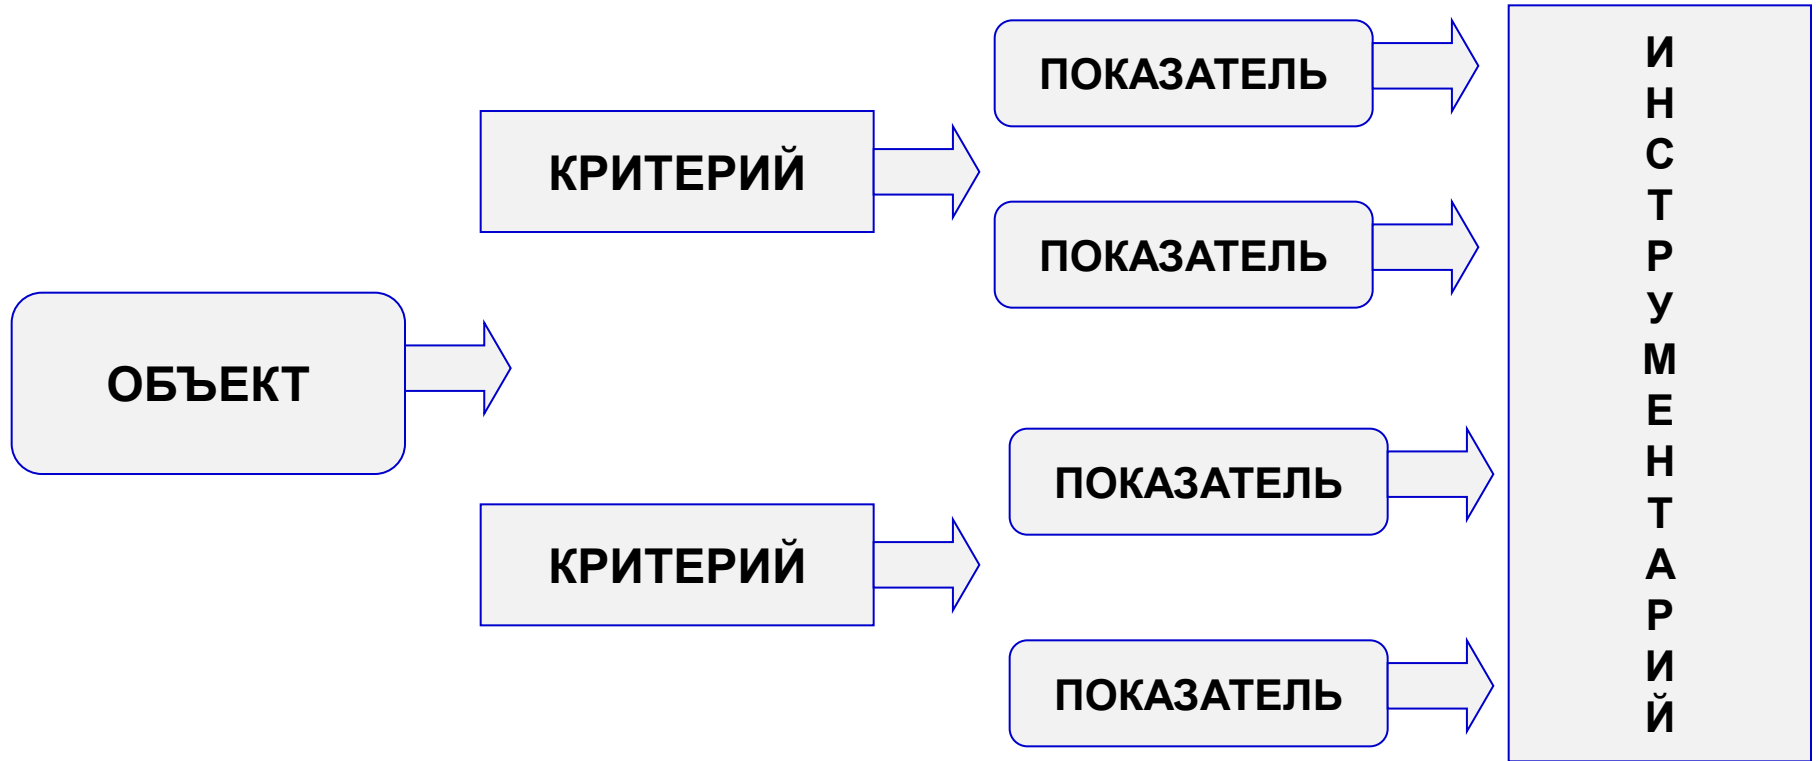 ОБЪЕКТ
КРИТЕРИЙ
ПОКАЗАТЕЛЬ
ПОКАЗАТЕЛЬ
КРИТЕРИЙ
ПОКАЗАТЕЛЬ
ПОКАЗАТЕЛЬ
И
Н
С
Т
Р
У
М
Е
Н
Т
А
Р
И
Й